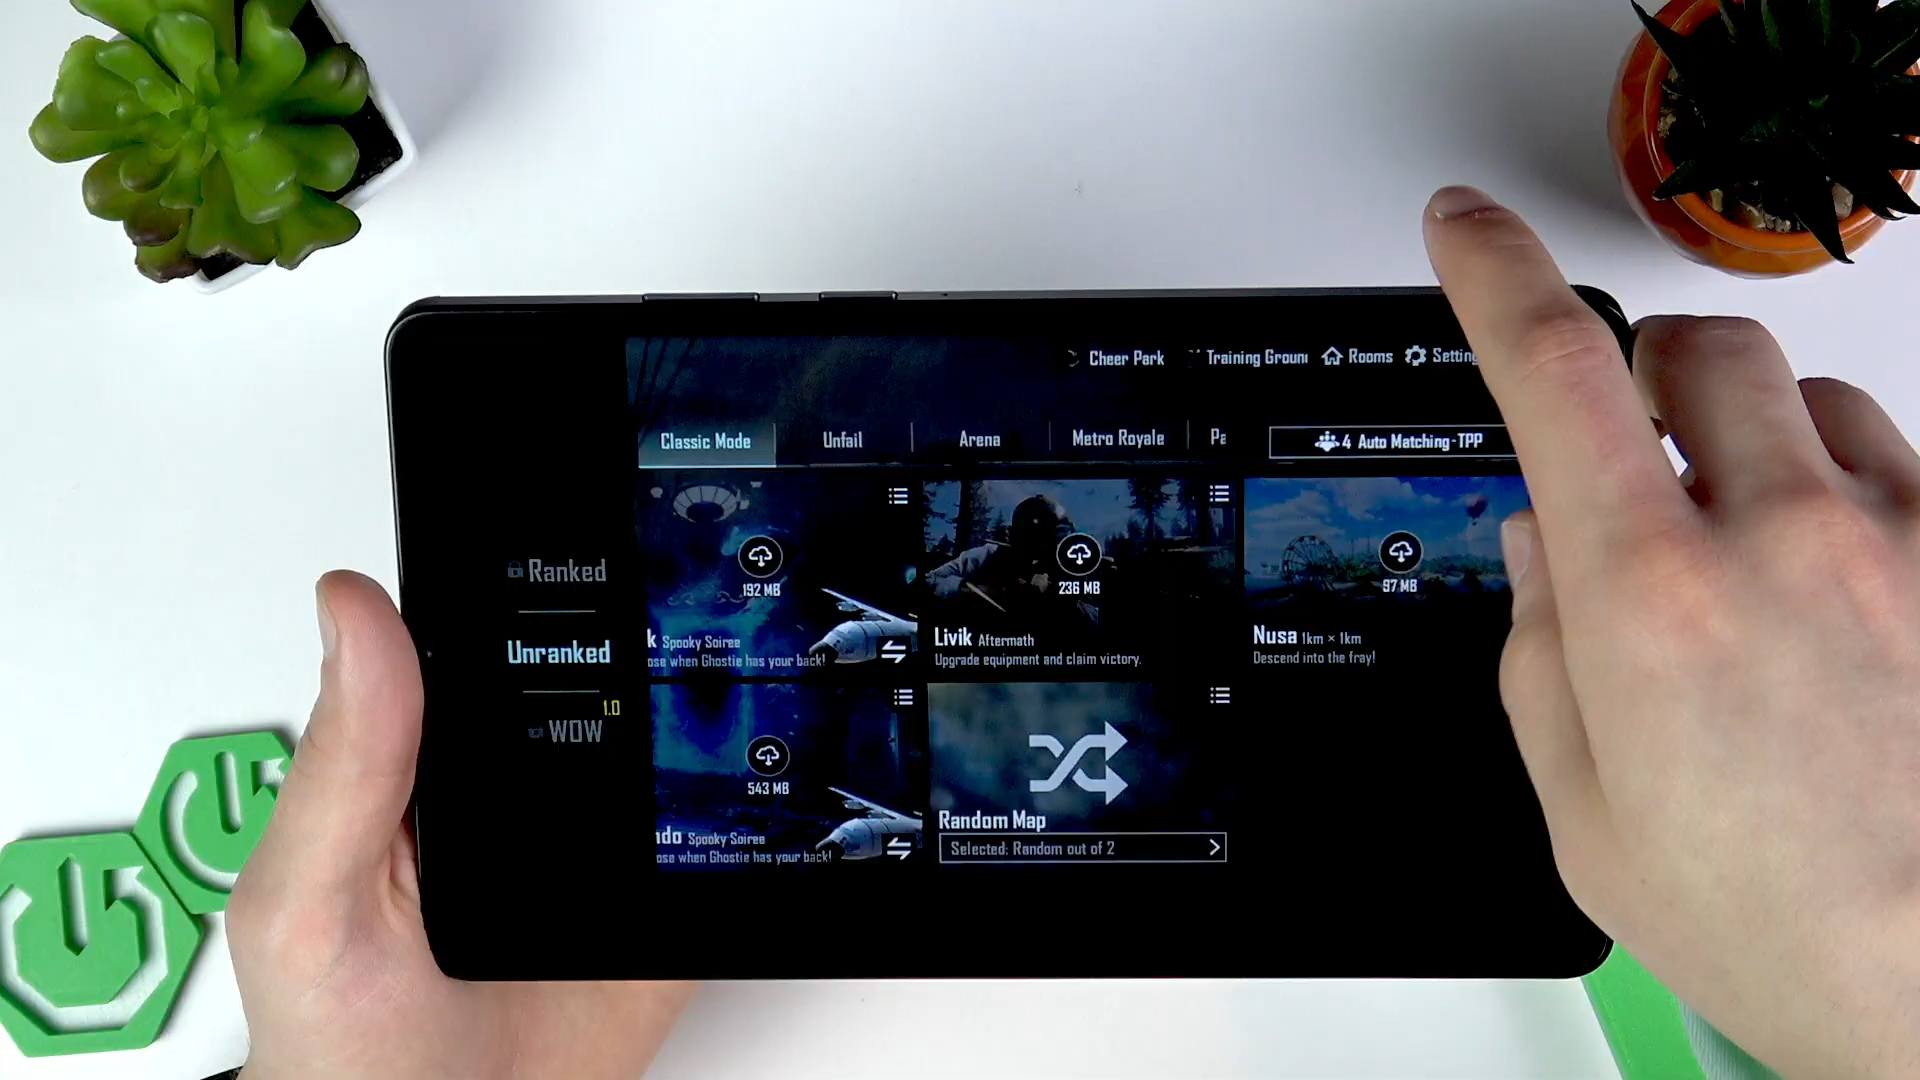 Cheer Park Training Groun Rooms Setting
Classic Mode Unfail Arena Metro Royale Pa
4 Auto Matching-TPP
Ranked
Unranked
1.0
WOW
192 MB
k Spooky Soiree
ose when Ghostie has your back!
236 MB
Livik Aftermath
Upgrade equipment and claim victory.
97 MB
Nusa 1km × 1km
Descend into the fray!
543 MB
ndo Spooky Soiree
ose when Ghostie has your back!
Random Map
Selected: Random out of 2